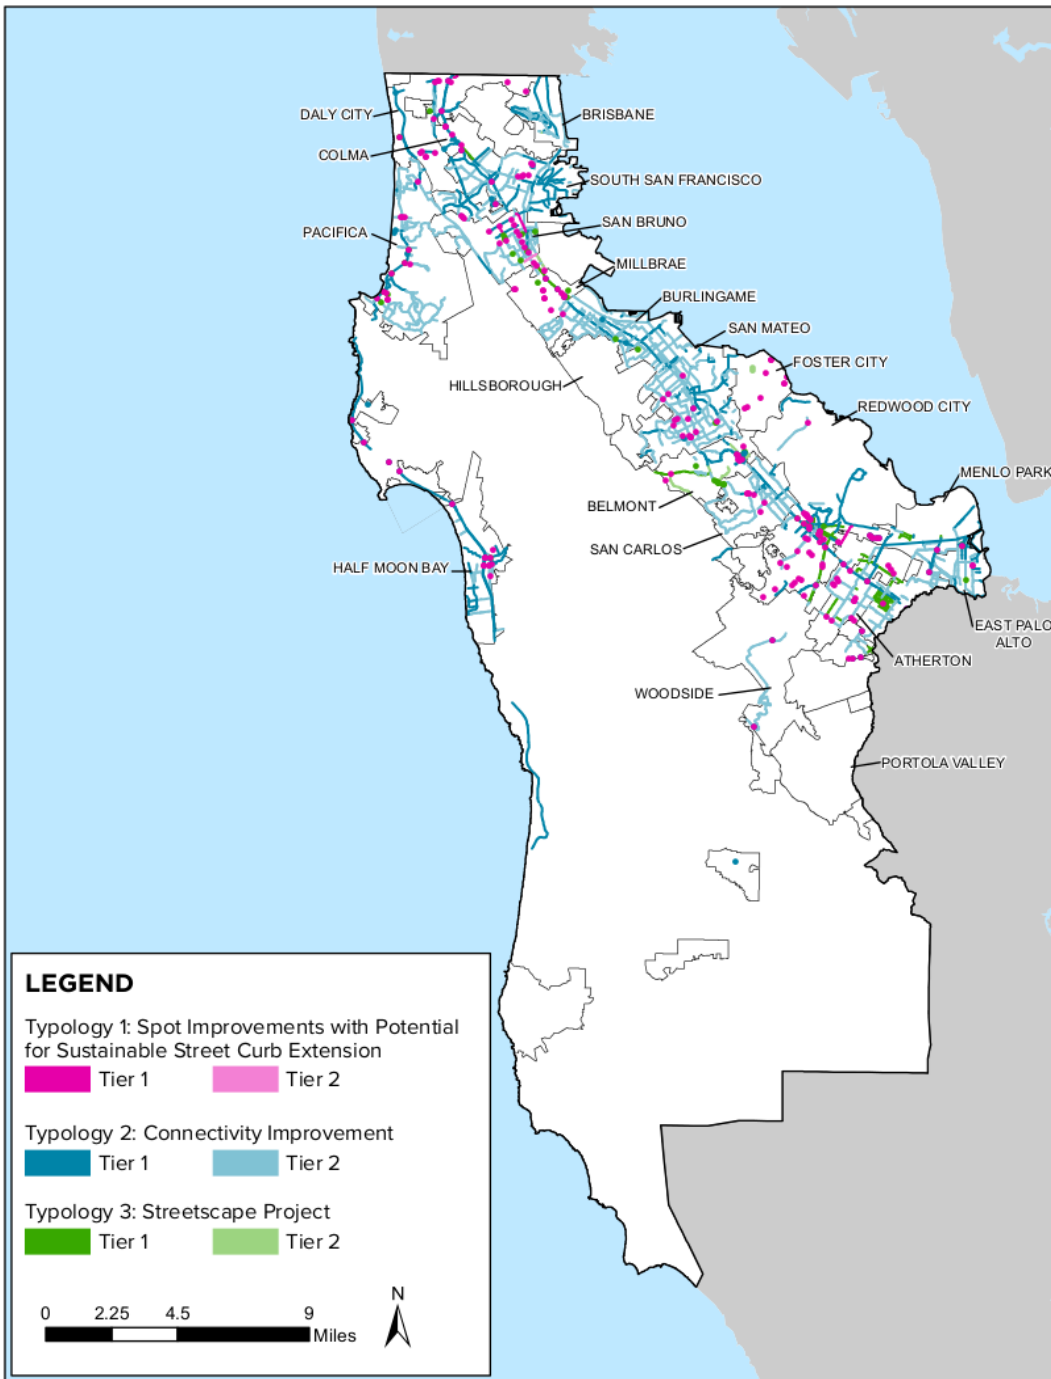 DALY CITY
BRISBANE
COLMA
SOUTH SAN FRANCISCO
SAN BRUNO
PACIFICA
MILLBRAE
BURLINGAME
SAN MATEO
FOSTER CITY
HILLSBOROUGH
REDWOOD CITY
MENLO PARK
BELMONT
SAN CARLOS
HALF MOON BAY
EAST PALO
ALTO
ATHERTON
WOODSIDE
PORTOLA VALLEY
LEGEND
Typology 1: Spot Improvements with Potential
for Sustainable Street Curb Extension
Tier 1 Tier 2
Typology 2: Connectivity Improvement
Tier 1 Tier 2
Typology 3: Streetscape Project
Tier 1 Tier 2
N
0 2.25 4.5 9
Miles